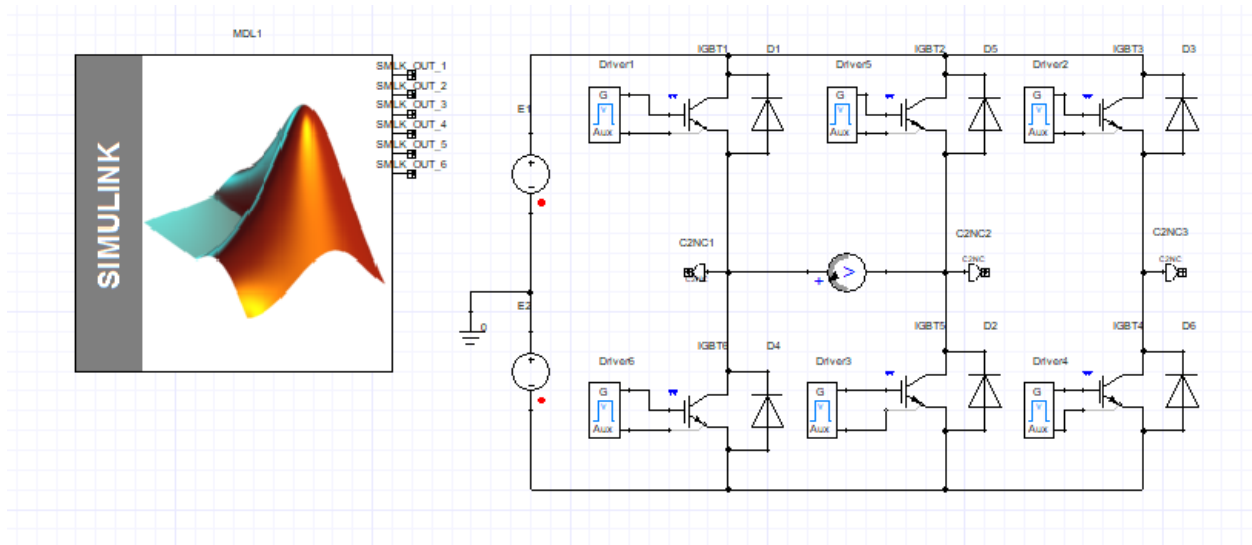 MDL1
SIMULINK
SMLK_OUT_1
SMLK_OUT_2
SMLK_OUT_3
SMLK_OUT_4
SMLK_OUT_5
SMLK_OUT_6
E1
E2
0
IGBT1
D1
Driver1
G
Aux
IGBT2
D5
Driver5
G
Aux
IGBT3
D3
Driver2
G
Aux
C2NC1
C2NC2
C2NC
C2NC3
C2NC
+
IGBT6
D4
Driver6
G
Aux
IGBT5
D2
Driver3
G
Aux
IGBT4
D6
Driver4
G
Aux